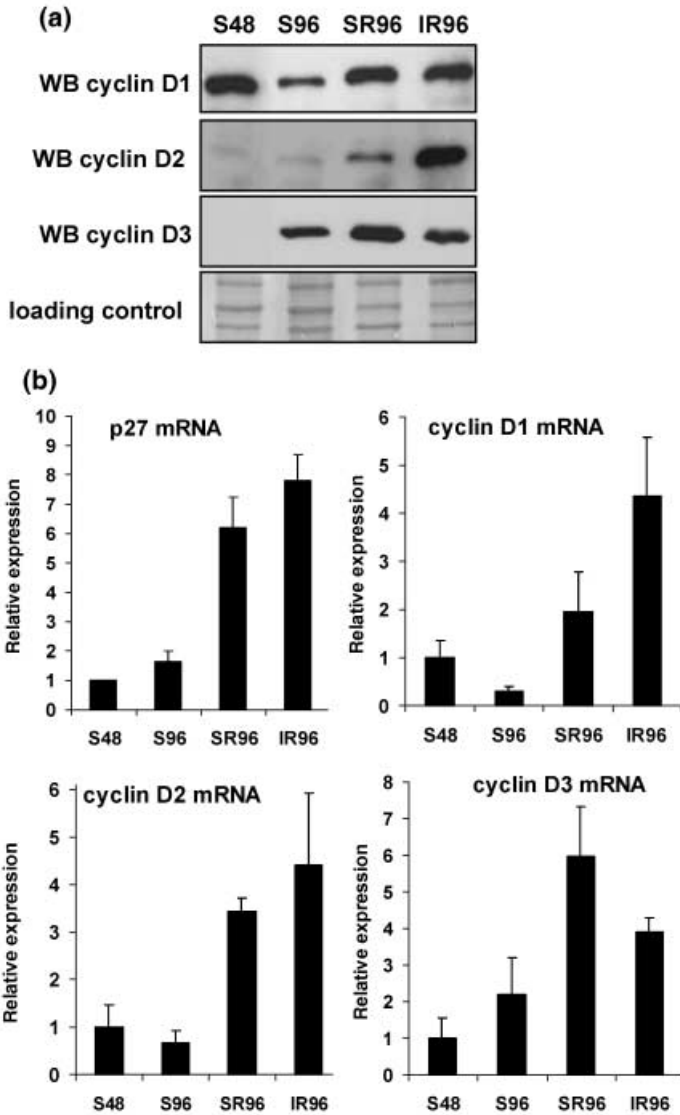 (a)
S48 S96 SR96 IR96
WB cyclin D1
WB cyclin D2
WB cyclin D3
loading control
(b)
p27 mRNA
Relative expression
10
9
8
7
6
5
4
3
2
1
0
S48 S96 SR96 IR96
cyclin D1 mRNA
Relative expression
6
5
4
3
2
1
0
S48 S96 SR96 IR96
cyclin D2 mRNA
Relative expression
6
5
4
3
2
1
0
S48 S96 SR96 IR96
cyclin D3 mRNA
Relative expression
8
7
6
5
4
3
2
1
0
S48 S96 SR96 IR96